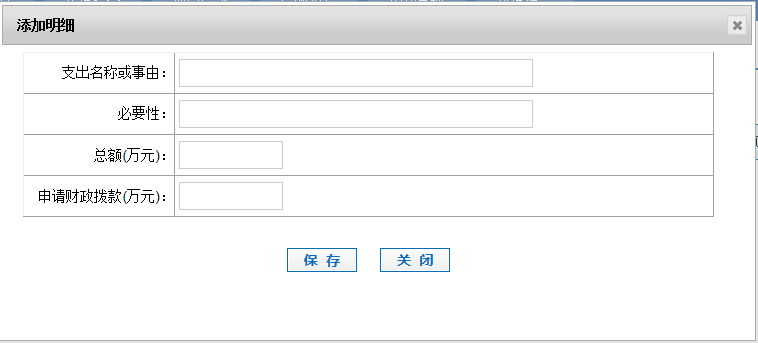 添加明细
支出名称或事由：
必要性：
总额(万元)：
申请财政拨款(万元)：
保 存
关 闭